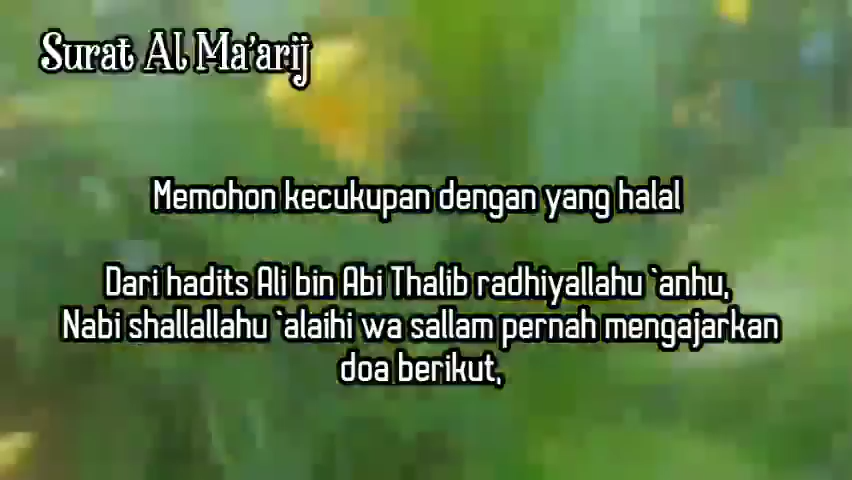 Surat Al Ma'arij
Memohon kecukupan dengan yang halal
Dari hadits Ali bin Abi Thalib radhiyallahu `anhu,
Nabi shallallahu `alaihi wa sallam pernah mengajarkan
doa berikut,